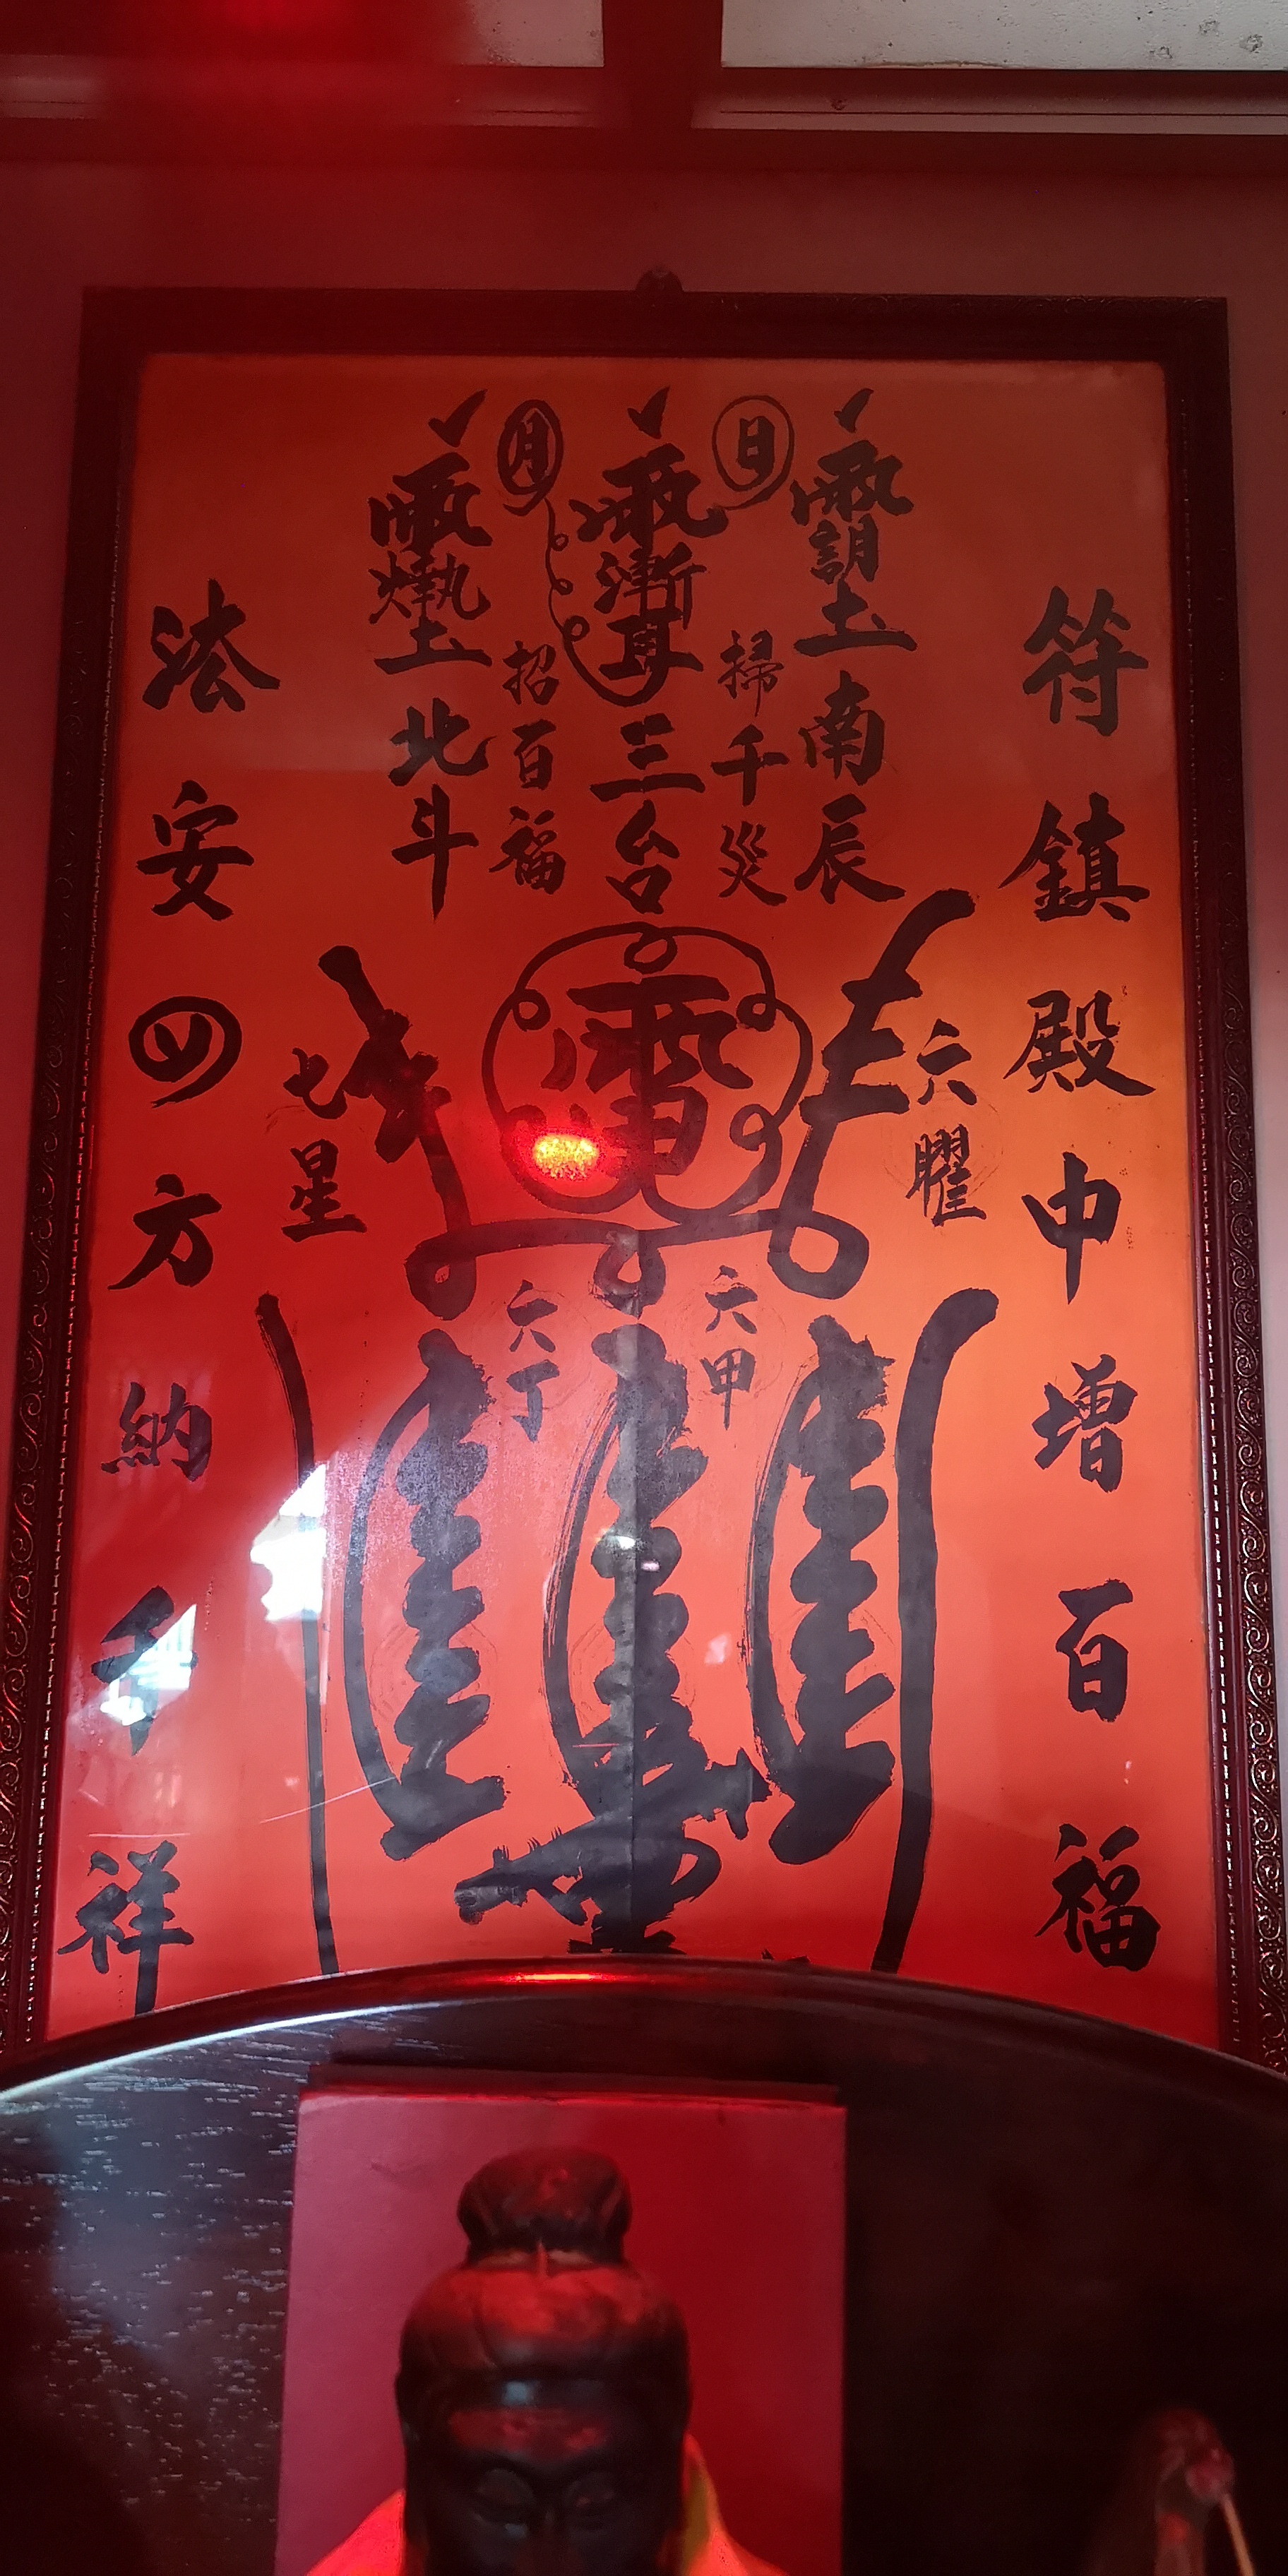 符鎮殿中增百福
南辰
日
掃千災
三台
月
招百福
北斗
六曜
七星
六甲
六丁
法安四方納千祥